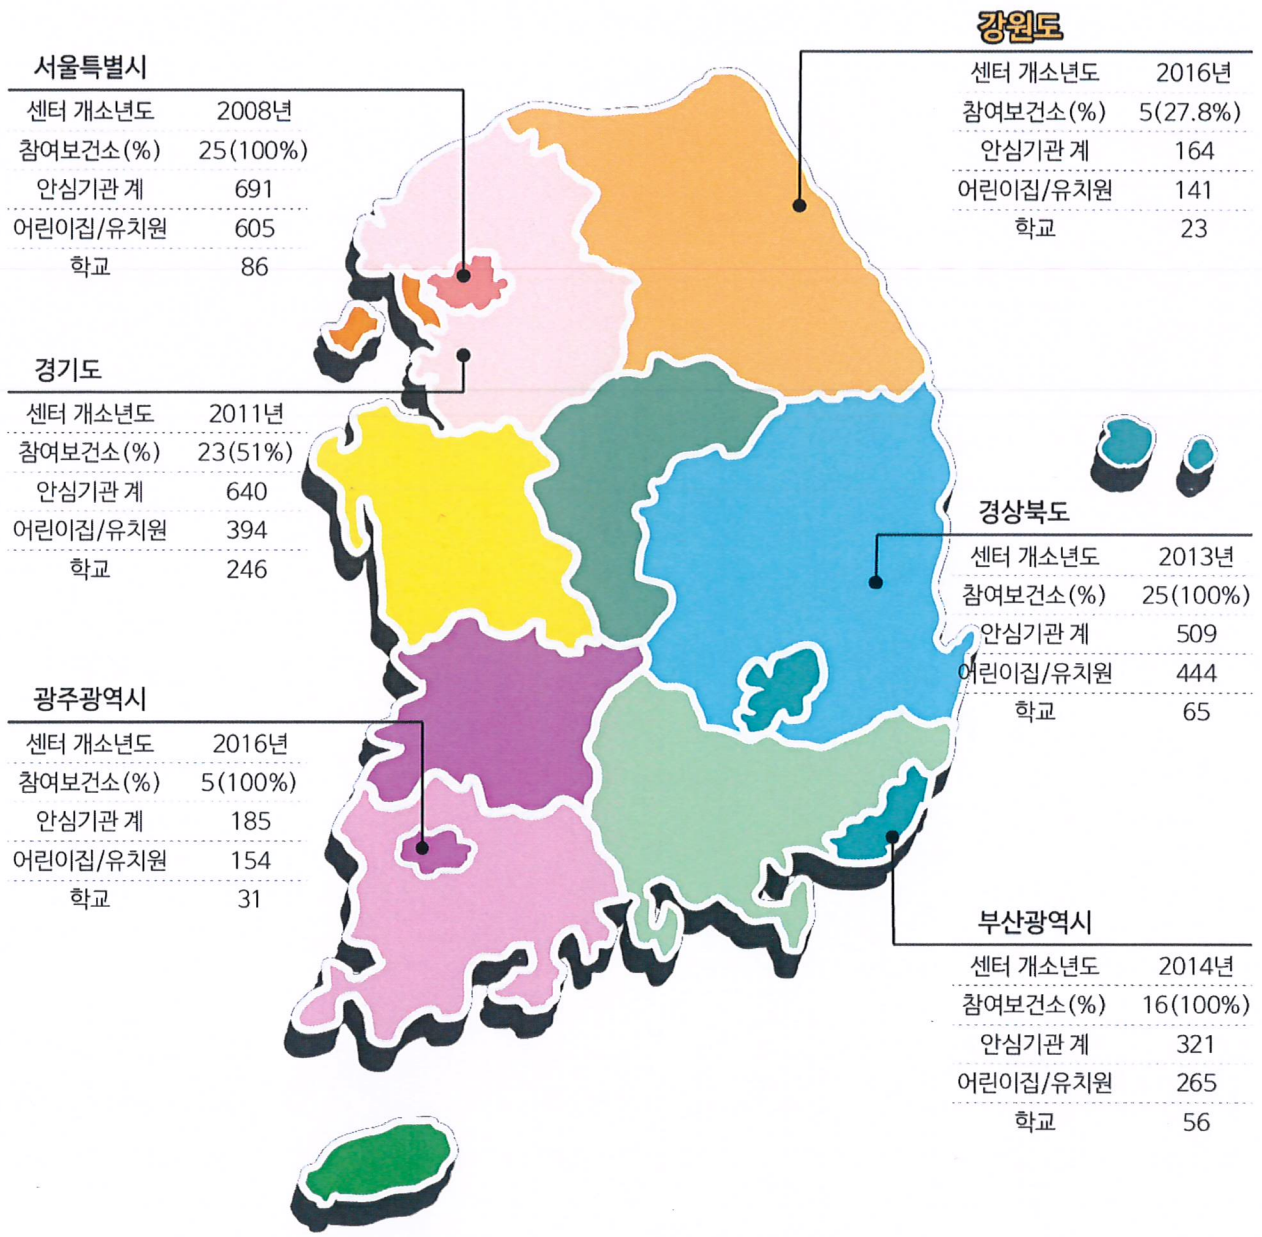 강원도
센터 개소년도 2016년
참여보건소(%) 5(27.8%)
안심기관 계 164
어린이집/유치원 141
학교 23
서울특별시
센터 개소년도 2008년
참여보건소(%) 25(100%)
안심기관 계 691
어린이집/유치원 605
학교 86
경기도
센터 개소년도 2011년
참여보건소(%) 23(51%)
안심기관 계 640
어린이집/유치원 394
학교 246
경상북도
센터 개소년도 2013년
참여보건소(%) 25(100%)
안심기관 계 509
어린이집/유치원 444
학교 65
광주광역시
센터 개소년도 2016년
참여보건소(%) 5(100%)
안심기관 계 185
어린이집/유치원 154
학교 31
부산광역시
센터 개소년도 2014년
참여보건소(%) 16(100%)
안심기관 계 321
어린이집/유치원 265
학교 56